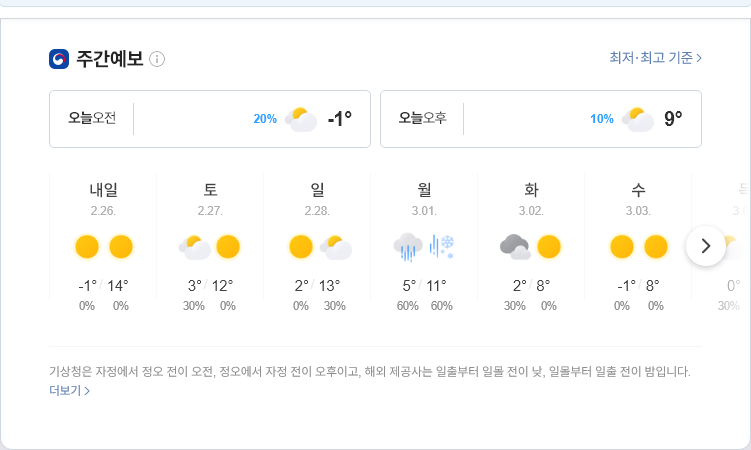 주간예보
최저·최고 기준
오늘오전 20% -1°
오늘오후 10% 9°
내일 토 일 월 화 수
2.26. 2.27. 2.28. 3.01. 3.02. 3.03.
-1°/14° 3°/12° 2°/13° 5°/11° 2°/8° -1°/8° 0°
0% 0% 30% 0% 0% 30% 60% 60% 30% 0% 0% 0% 30%
기상청은 자정에서 정오 전이 오전, 정오에서 자정 전이 오후이고, 해외 제공사는 일출부터 일몰 전이 낮, 일몰부터 일출 전이 밤입니다.
더보기